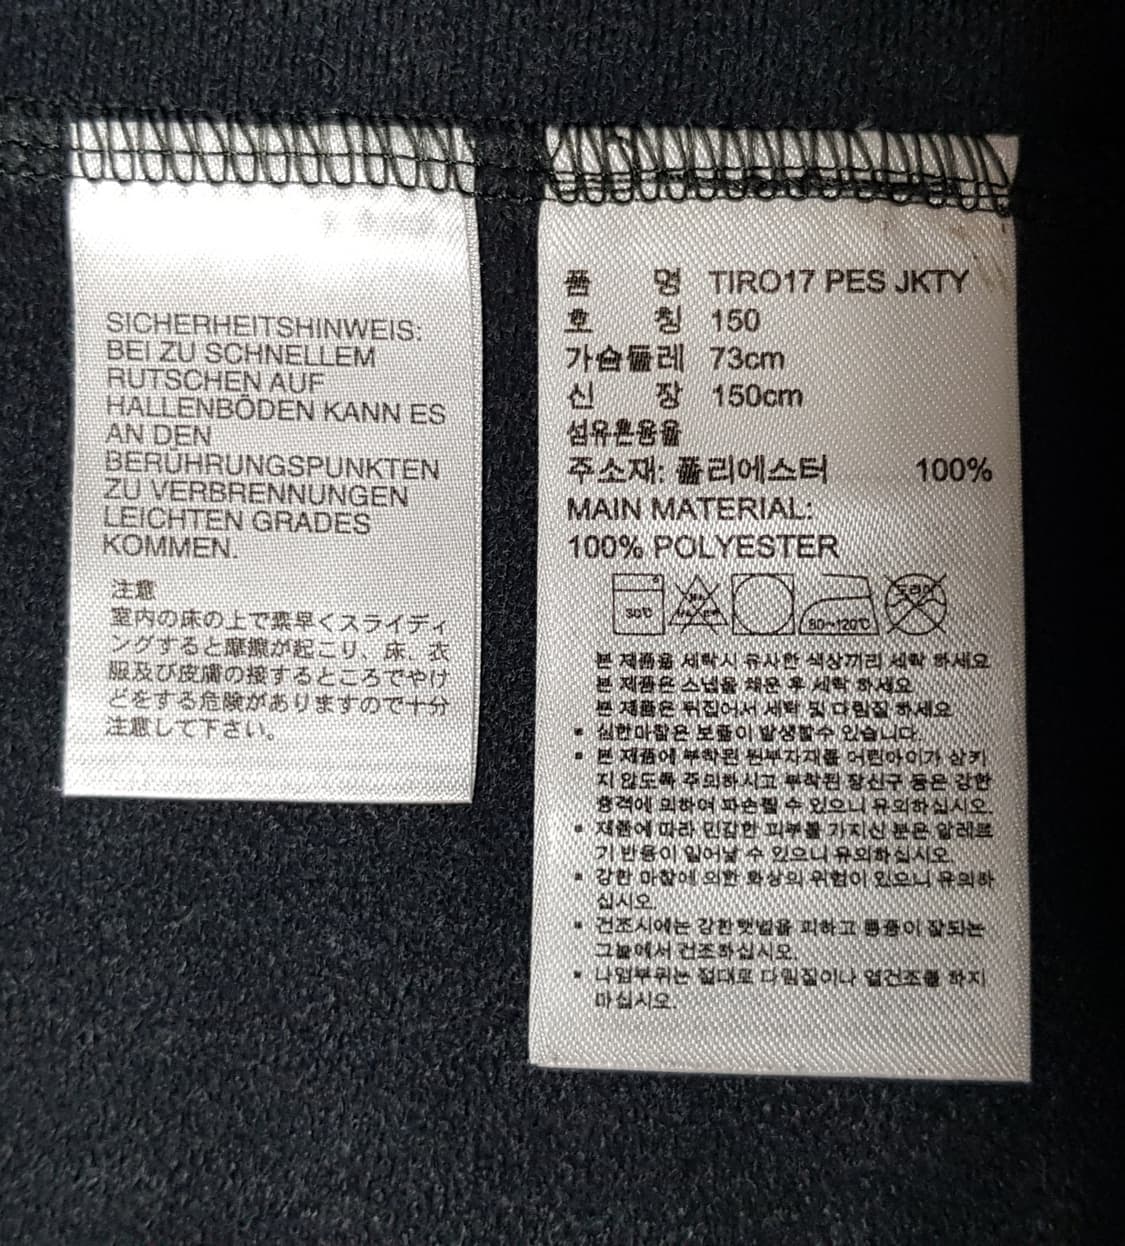 SICHERHEITSHINWEIS:
BEI ZU SCHNELLEM
RUTSCHEN AUF
HALLENBÖDEN KANN ES
AN DEN
BERÜHRUNGSPUNKTEN
ZU VERBRENNUNGEN
LEICHTEN GRADES
KOMMEN.
注意
室内の床の上で素早くスライディ
ングすると摩擦が起こり、床、衣
服及び皮膚の接するところでやけ
どをする危険がありますので十分
注意して下さい。
품 명 TIRO17 PES JKTY
호 칭 150
가슴둘레 73cm
신 장 150cm
섬유혼용율
주소재: 폴리에스터 100%
MAIN MATERIAL:
100% POLYESTER
30℃
80~120℃
드라이
본 제품을 세탁시 유사한 색상끼리 세탁 하세요
본 제품은 스냅을 채운 후 세탁 하세요
본 제품은 뒤집어서 세탁 및 다림질 하세요
▪ 심한마찰은 보풀이 발생할수 있습니다.
▪ 본 제품에 부착된 원부자재를 어린아이가 삼키
지 않도록 주의하시고 부착된 장신구 등은 강한
충격에 의하여 파손될 수 있으니 유의하십시오.
▪ 제품에 따라 민감한 피부를 가지신 분은 알레르
기 반응이 일어날 수 있으니 유의하십시오.
▪ 강한 마찰에 의한 화상의 위험이 있으니 유의하
십시오.
▪ 건조시에는 강한햇볕을 피하고 통풍이 잘되는
그늘에서 건조하십시오.
▪ 나염부위는 절대로 다림질이나 열건조를 하지
마십시오.